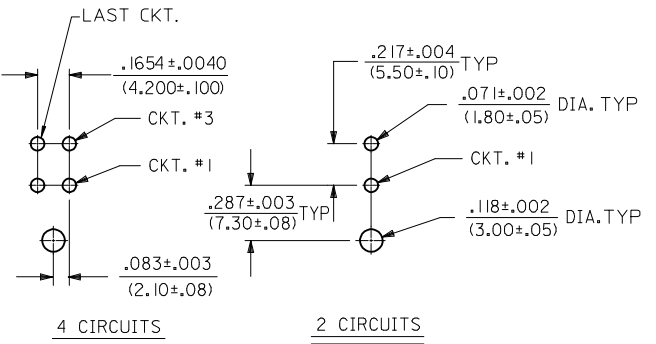 LAST CKT.
.1654±.0040
(4.200±.100)
CKT. #3
CKT. #1
.083±.003
(2.10±.08)
4 CIRCUITS
.217±.004
(5.50±.10) TYP
.071±.002
(1.80±.05) DIA. TYP
CKT. #1
.287±.003
(7.30±.08) TYP
.118±.002
(3.00±.05) DIA.TYP
2 CIRCUITS